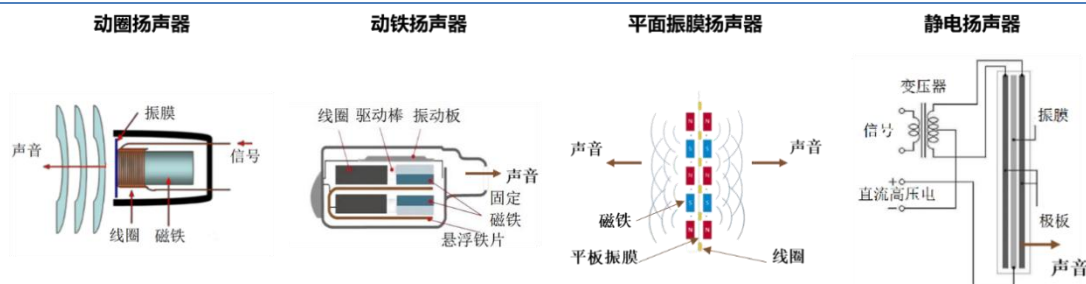 动圈扬声器
振膜
声音
信号
线圈
磁铁
动铁扬声器
线圈 驱动棒 振动板
声音
固定
磁铁
悬浮铁片
平面振膜扬声器
声音
声音
N N
S S
N N
S S
N N
磁铁
平板振膜
线圈
静电扬声器
变压器
信号
振膜
+
直流高压电
−
极板
声音